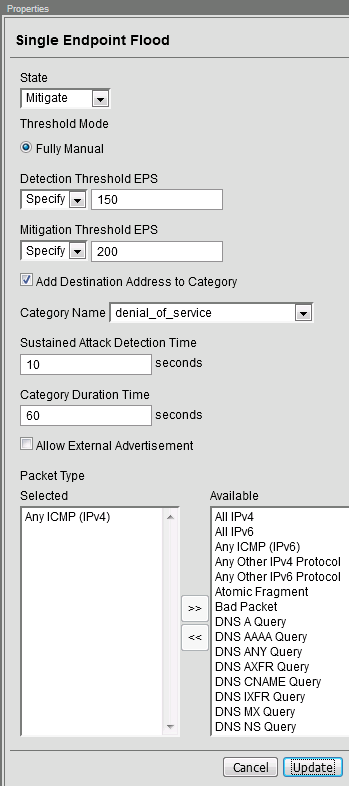 Properties
Single Endpoint Flood
State
Mitigate
Threshold Mode
Fully Manual
Detection Threshold EPS
Specify 150
Mitigation Threshold EPS
Specify 200
Add Destination Address to Category
Category Name denial_of_service
Sustained Attack Detection Time
10 seconds
Category Duration Time
60 seconds
Allow External Advertisement
Packet Type
Selected
Any ICMP (IPv4)
>>
<<
Available
All IPv4
All IPv6
Any ICMP (IPv6)
Any Other IPv4 Protocol
Any Other IPv6 Protocol
Atomic Fragment
Bad Packet
DNS A Query
DNS AAAA Query
DNS ANY Query
DNS AXFR Query
DNS CNAME Query
DNS IXFR Query
DNS MX Query
DNS NS Query
Cancel Update